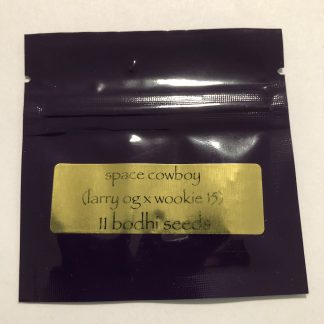 space cowboy
(larry og x wookie 15)
11 bodhi seeds